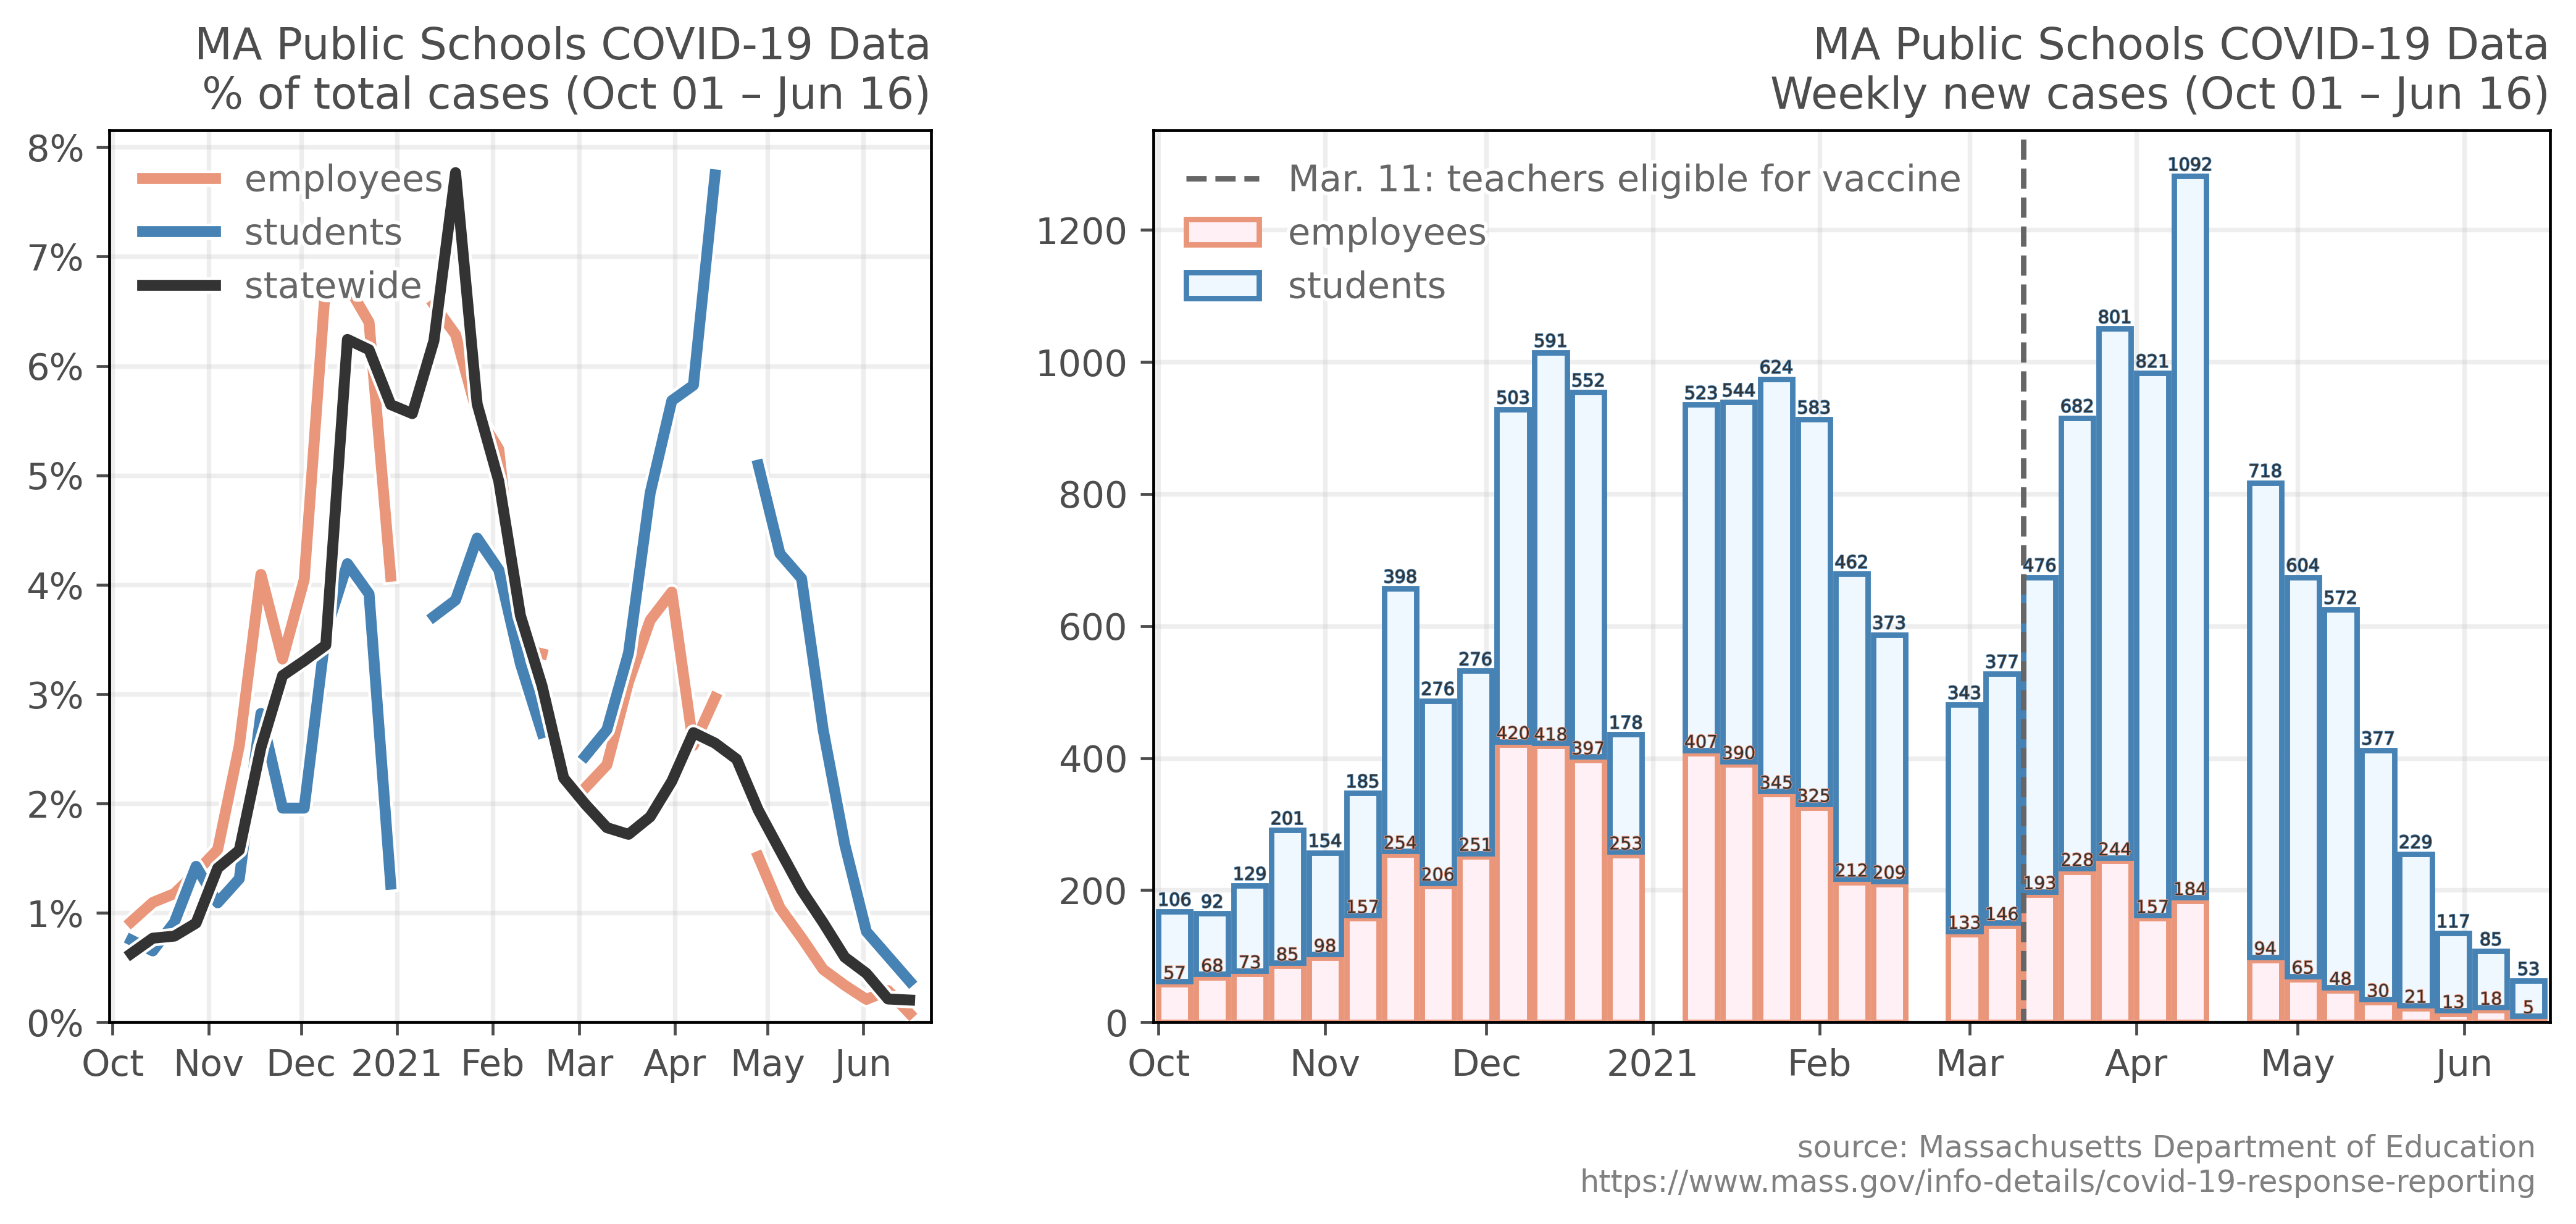 MA Public Schools COVID-19 Data
% of total cases (Oct 01 – Jun 16)
8%
7%
6%
5%
4%
3%
2%
1%
0%
employees
students
statewide
Oct Nov Dec 2021 Feb Mar Apr May Jun
MA Public Schools COVID-19 Data
Weekly new cases (Oct 01 – Jun 16)
1200
1000
800
600
400
200
0
Mar. 11: teachers eligible for vaccine
employees
students
106 92 129 201 154 185 398 276 276 503 591 552 178 523 544 624 583 462 373 343 377 476 682 801 821 1092 718 604 572 377 229 117 85 53
57 68 73 85 98 157 254 206 251 420 418 397 253 407 390 345 325 212 209 133 146 193 228 244 157 184 94 65 48 30 21 13 18 5
Oct Nov Dec 2021 Feb Mar Apr May Jun
source: Massachusetts Department of Education
https://www.mass.gov/info-details/covid-19-response-reporting